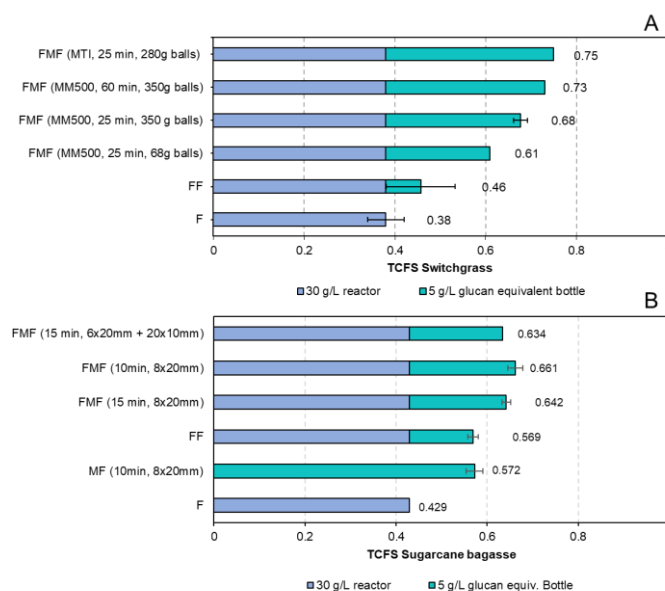 A
FMF (MTI, 25 min, 280g balls)
0.75
FMF (MM500, 60 min, 350g balls)
0.73
FMF (MM500, 25 min, 350 g balls)
0.68
FMF (MM500, 25 min, 68g balls)
0.61
FF
0.46
F
0.38
0 0.2 0.4 0.6 0.8
TCFS Switchgrass
30 g/L reactor 5 g/L glucan equivalent bottle
B
FMF (15 min, 6x20mm + 20x10mm)
0.634
FMF (10min, 8x20mm)
0.661
FMF (15 min, 8x20mm)
0.642
FF
0.569
MF (10min, 8x20mm)
0.572
F
0.429
0 0.2 0.4 0.6 0.8
TCFS Sugarcane bagasse
30 g/L reactor 5 g/L glucan equiv. Bottle